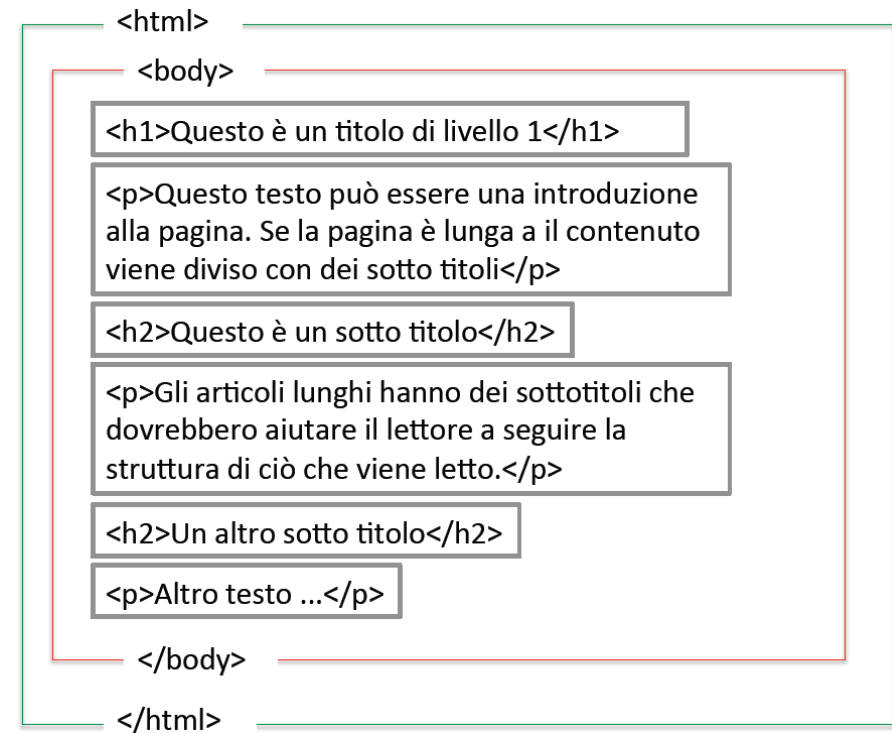 <html>
<body>
<h1>Questo è un titolo di livello 1</h1>
<p>Questo testo può essere una introduzione
alla pagina. Se la pagina è lunga a il contenuto
viene diviso con dei sotto titoli</p>
<h2>Questo è un sotto titolo</h2>
<p>Gli articoli lunghi hanno dei sottotitoli che
dovrebbero aiutare il lettore a seguire la
struttura di ciò che viene letto.</p>
<h2>Un altro sotto titolo</h2>
<p>Altro testo ...</p>
</body>
</html>